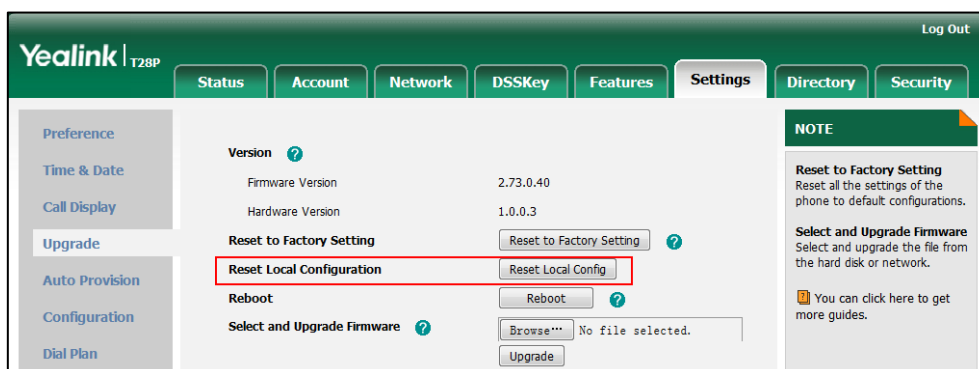 Log Out
Yealink | T28P
Status Account Network DSSKey Features Settings Directory Security
Preference
Time & Date
Call Display
Upgrade
Auto Provision
Configuration
Dial Plan
Version ?
Firmware Version 2.73.0.40
Hardware Version 1.0.0.3
Reset to Factory Setting Reset to Factory Setting ?
Reset Local Configuration Reset Local Config
Reboot Reboot ?
Select and Upgrade Firmware ? Browse... No file selected.
Upgrade
NOTE
Reset to Factory Setting
Reset all the settings of the
phone to default configurations.
Select and Upgrade Firmware
Select and upgrade the file from
the hard disk or network.
? You can click here to get
more guides.